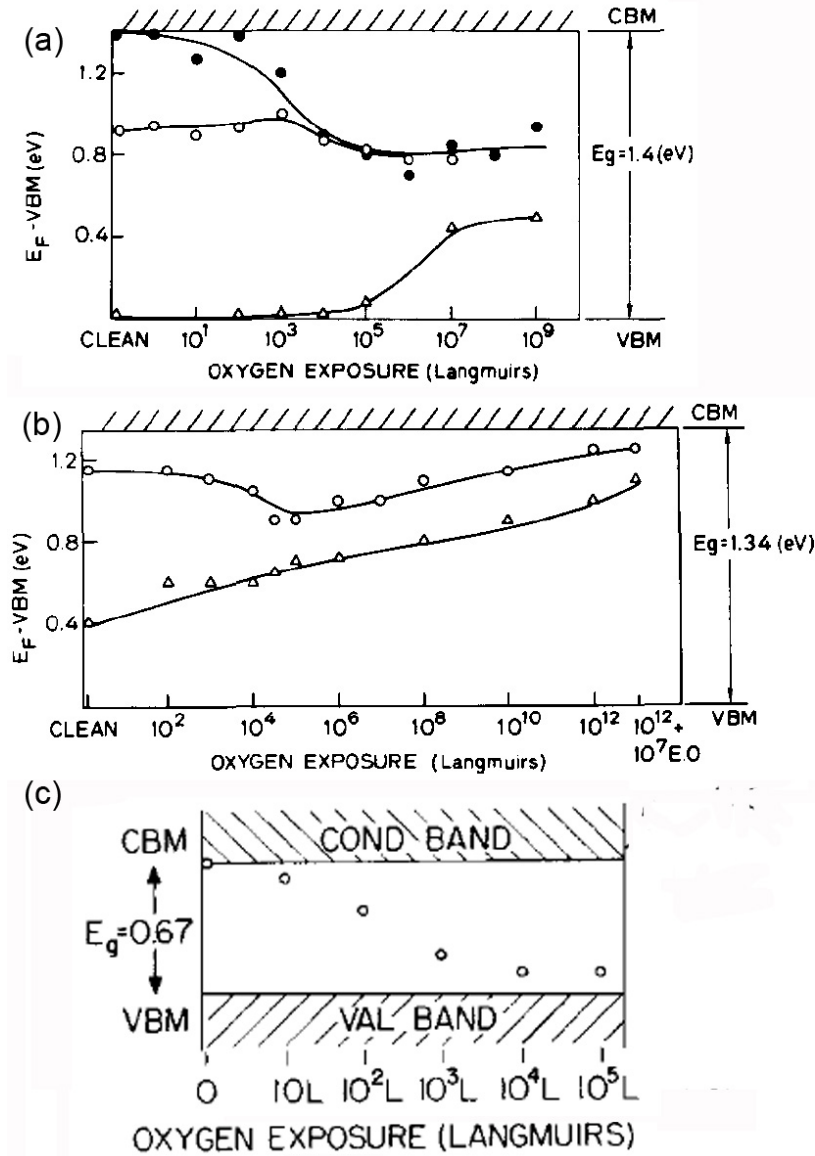 (a)
CBM
1.2
0.8
0.4
E_F - VBM (eV)
Eg=1.4 (eV)
CLEAN 10¹ 10³ 10⁵ 10⁷ 10⁹
VBM
OXYGEN EXPOSURE (Langmuirs)
(b)
CBM
1.2
0.8
0.4
E_F - VBM (eV)
Eg=1.34 (eV)
CLEAN 10² 10⁴ 10⁶ 10⁸ 10¹⁰ 10¹² 10¹² +
10⁷ E.O
VBM
OXYGEN EXPOSURE (Langmuirs)
(c)
CBM
COND BAND
E_g=0.67
VBM
VAL BAND
0 10L 10²L 10³L 10⁴L 10⁵L
OXYGEN EXPOSURE (LANGMUIRS)